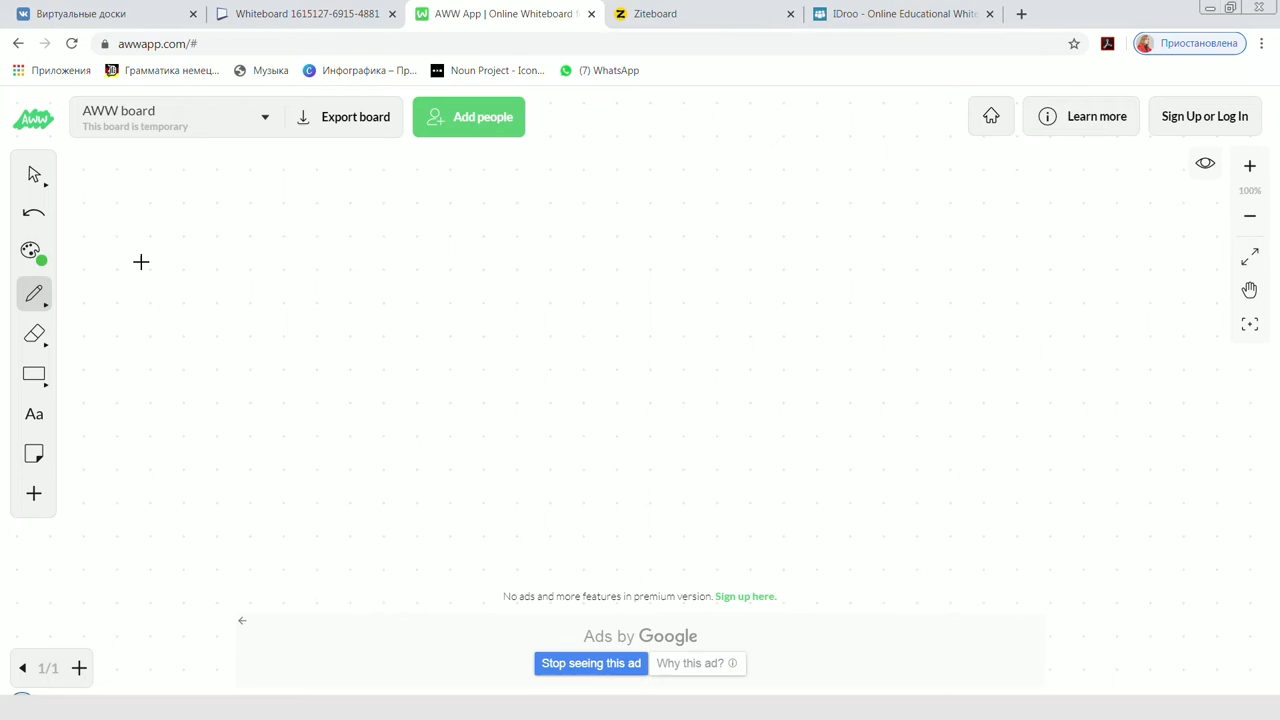 Виртуальные доски
Whiteboard 1615127-6915-4881
AWW App | Online Whiteboard f
Ziteboard
IDroo - Online Educational White
awwapp.com/#
Приостановлена
Приложения
Грамматика немец...
Музыка
Инфографика – Пр...
Noun Project - Icon...
(7) WhatsApp
AWW
AWW board
This board is temporary
Export board
Add people
Learn more
Sign Up or Log In
100%
Aa
No ads and more features in premium version. Sign up here.
Ads by Google
Stop seeing this ad
Why this ad?
1/1